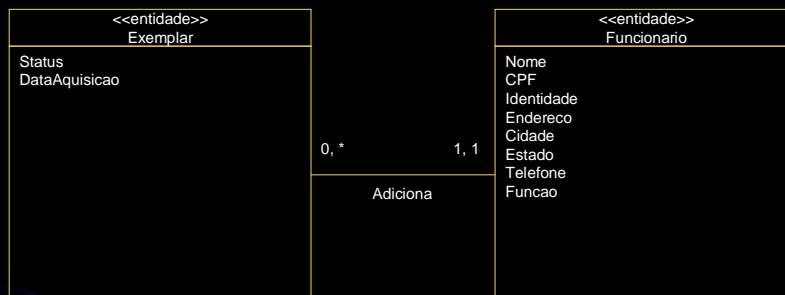 <<entidade>>
Exemplar
Status
DataAquisicao
0, *
1, 1
Adiciona
<<entidade>>
Funcionario
Nome
CPF
Identidade
Endereco
Cidade
Estado
Telefone
Funcao